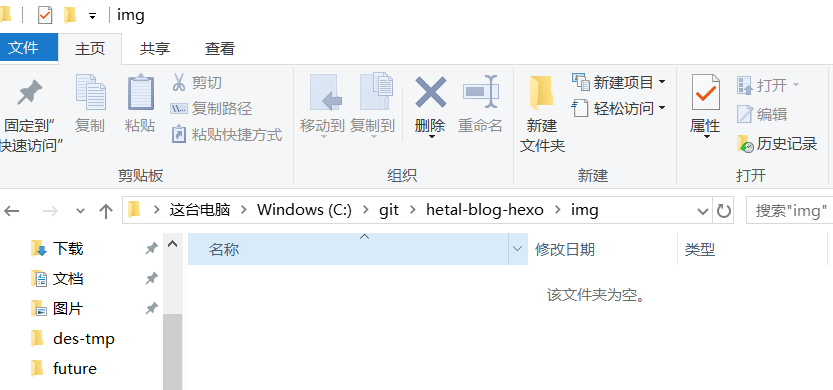 img
文件 主页 共享 查看
固定到"快速访问"
复制
粘贴
剪切
复制路径
粘贴快捷方式
移动到 复制到 删除 重命名
新建文件夹
新建项目
轻松访问
属性
打开
编辑
历史记录
剪贴板 组织 新建 打开
这台电脑 Windows (C:) git hetal-blog-hexo img 搜索"img"
下载
文档
图片
des-tmp
future
名称 修改日期 类型
该文件夹为空。